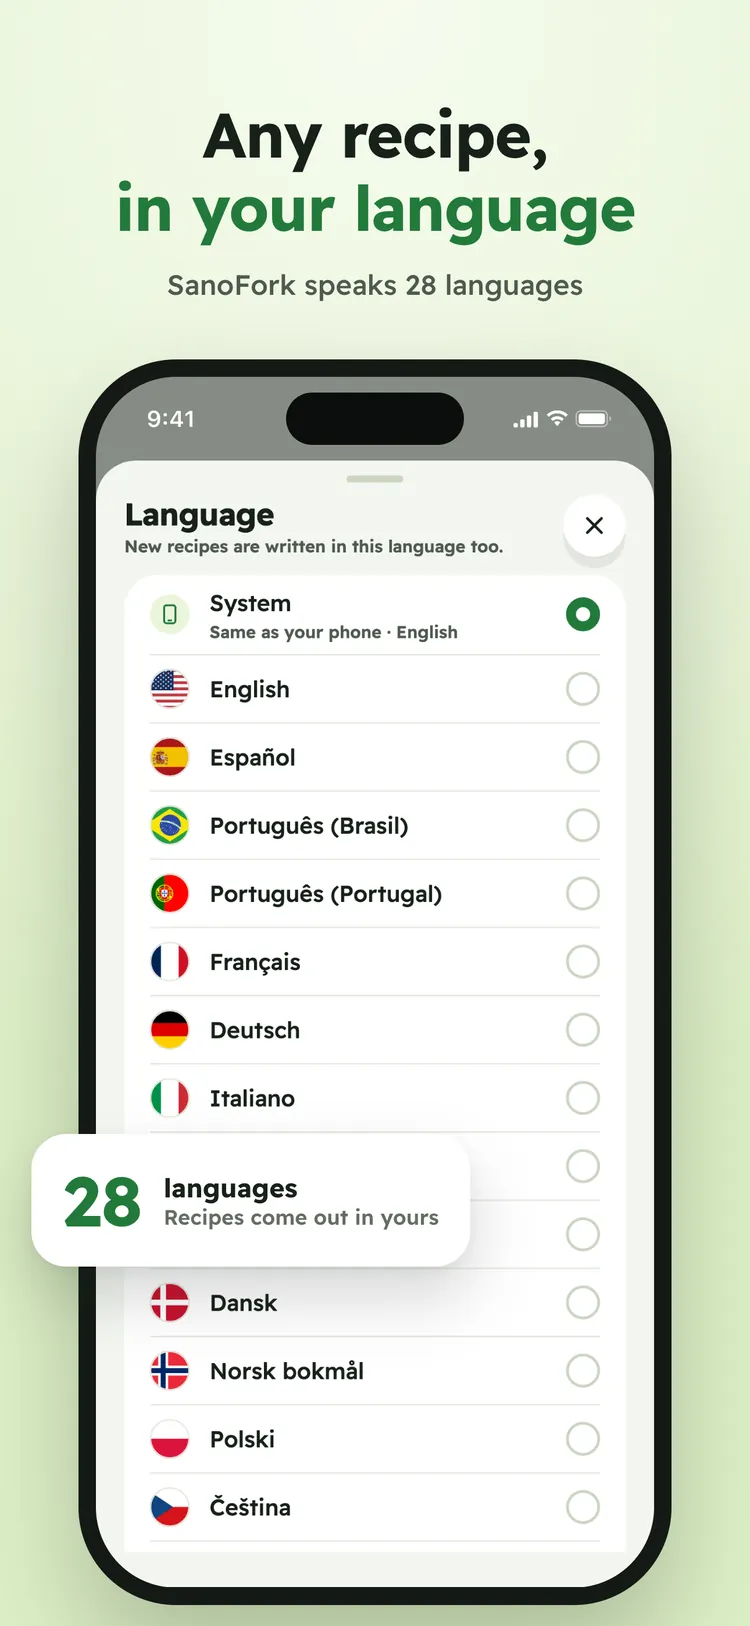 Any recipe,
in your language
SanoFork speaks 28 languages
9:41
Language
New recipes are written in this language too.
System
Same as your phone · English
English
Español
Português (Brasil)
Português (Portugal)
Français
Deutsch
Italiano
28
languages
Recipes come out in yours
Dansk
Norsk bokmål
Polski
Čeština